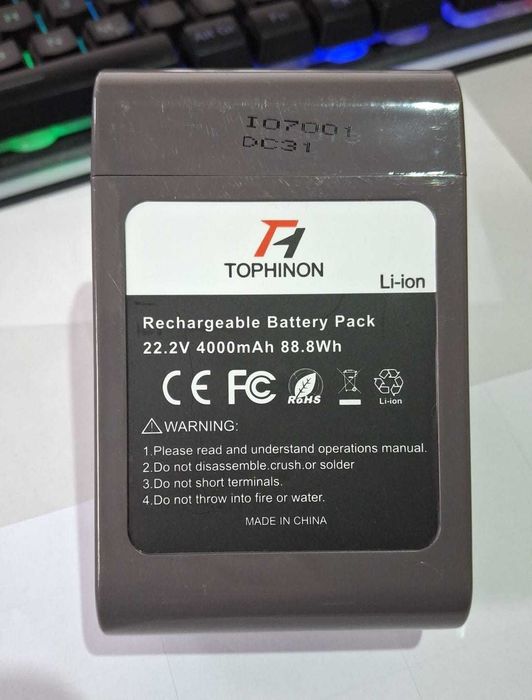 IO7001
DC31
TOPHINON
Li-ion
Rechargeable Battery Pack
22.2V 4000mAh 88.8Wh
CE FC RoHS Li-ion
⚠WARNING:
1.Please read and understand operations manual.
2.Do not disassemble.crush.or solder
3.Do not short terminals.
4.Do not throw into fire or water.
MADE IN CHINA